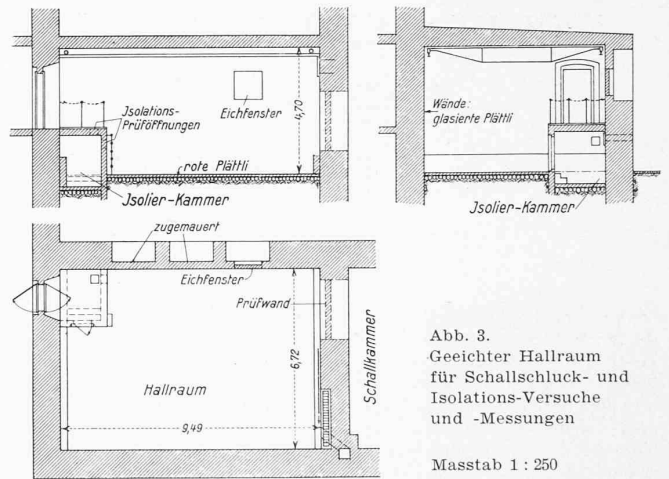 Isolations-
Prüföffnungen
Eichfenster
4,70
rote Plättli
Isolier-Kammer
Wände:
glasierte Plättli
Isolier-Kammer
zugemauert
Eichfenster
Prüfwand
6,72
Hallraum
9,49
Schallkammer
Abb. 3.
Geeichter Hallraum
für Schallschluck- und
Isolations-Versuche
und -Messungen
Masstab 1 : 250